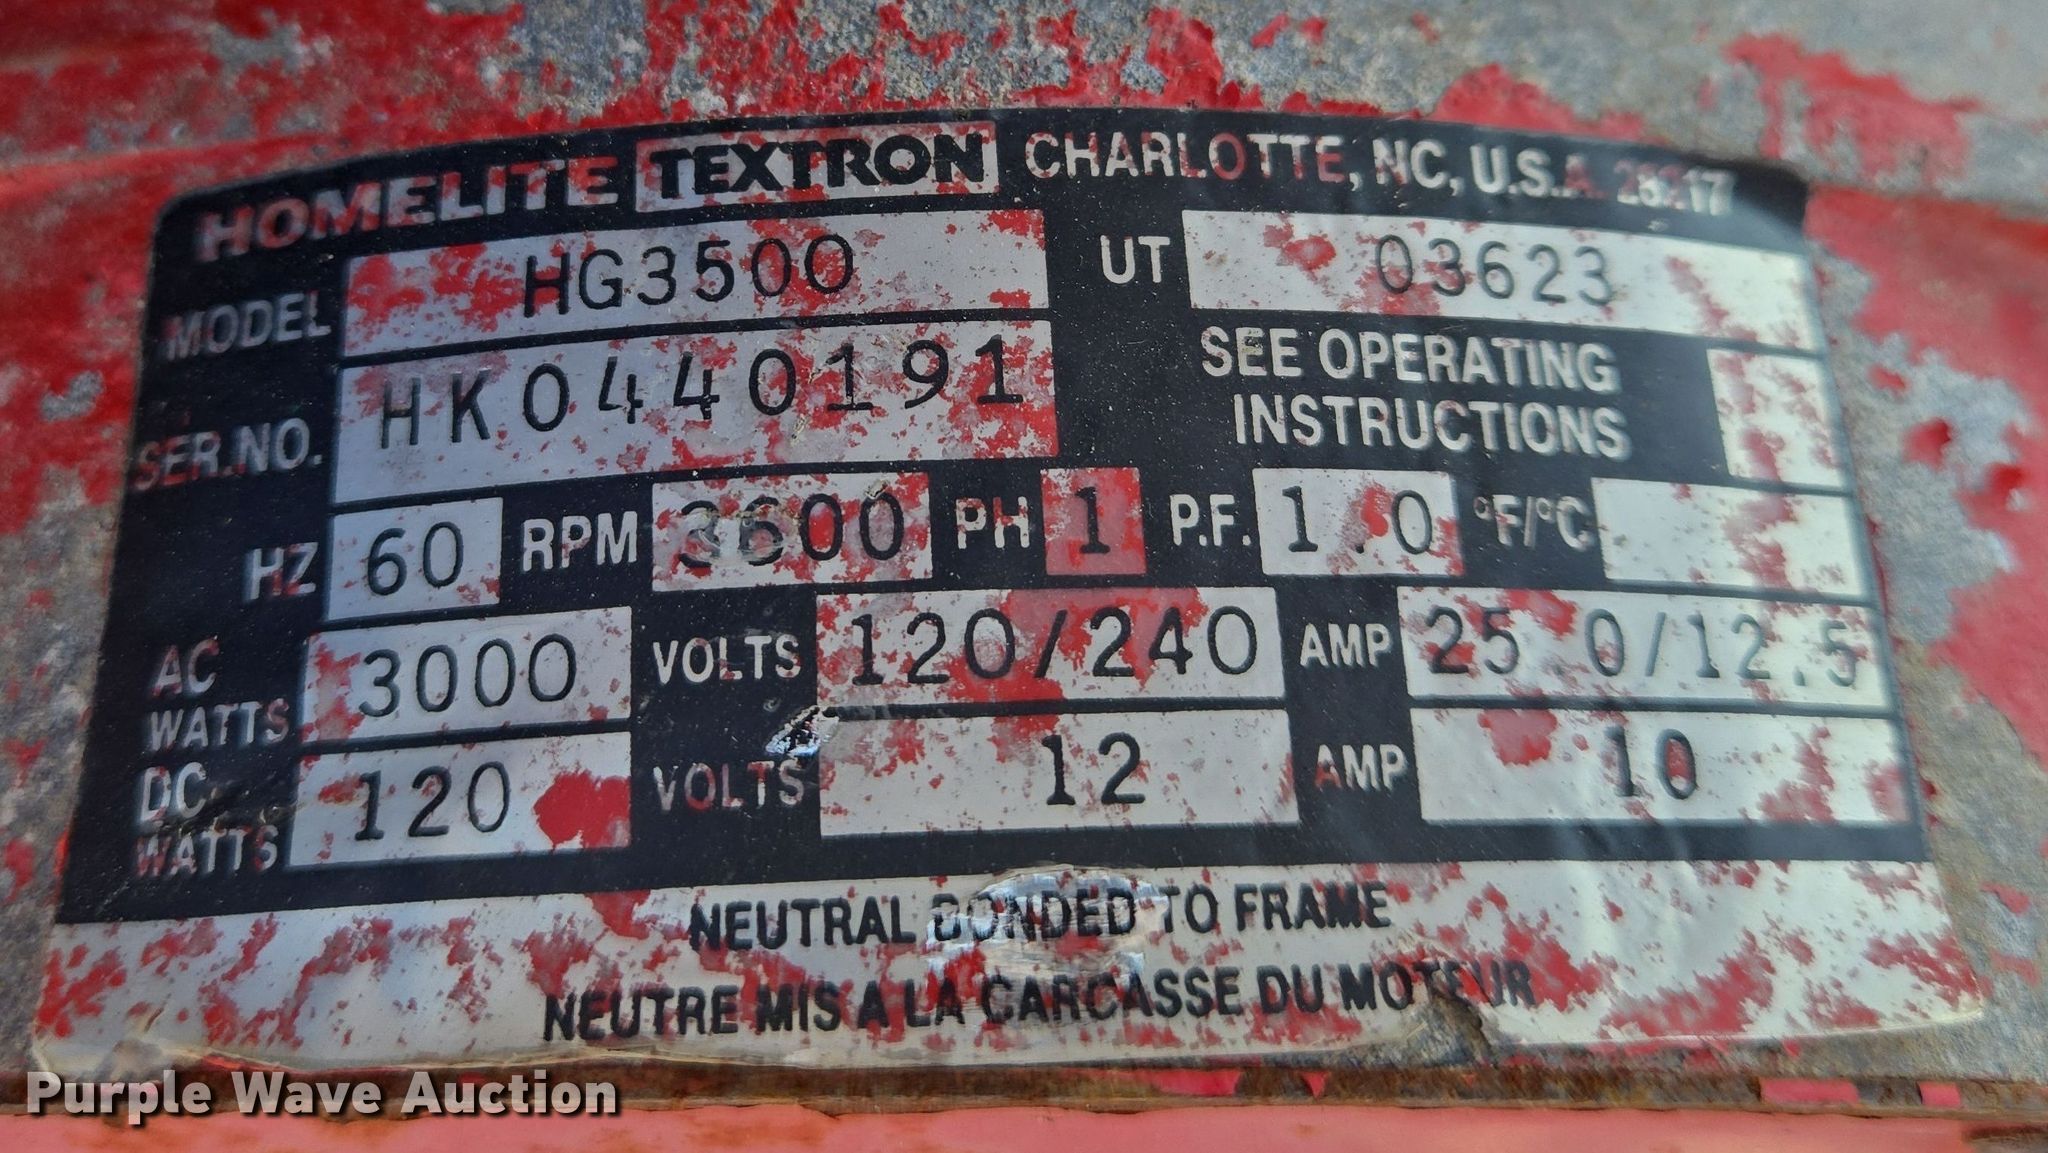 HOMELITE TEXTRON CHARLOTTE, NC, U.S.A. 28217
MODEL HG3500 UT 03623
SER.NO. HK0440191 SEE OPERATING
INSTRUCTIONS
HZ 60 RPM 3600 PH 1 P.F. 1.0 °F/°C
AC
WATTS 3000 VOLTS 120/240 AMP 25.0/12.5
DC
WATTS 120 VOLTS 12 AMP 10
NEUTRAL BONDED TO FRAME
NEUTRE MIS A LA CARCASSE DU MOTEUR
Purple Wave Auction